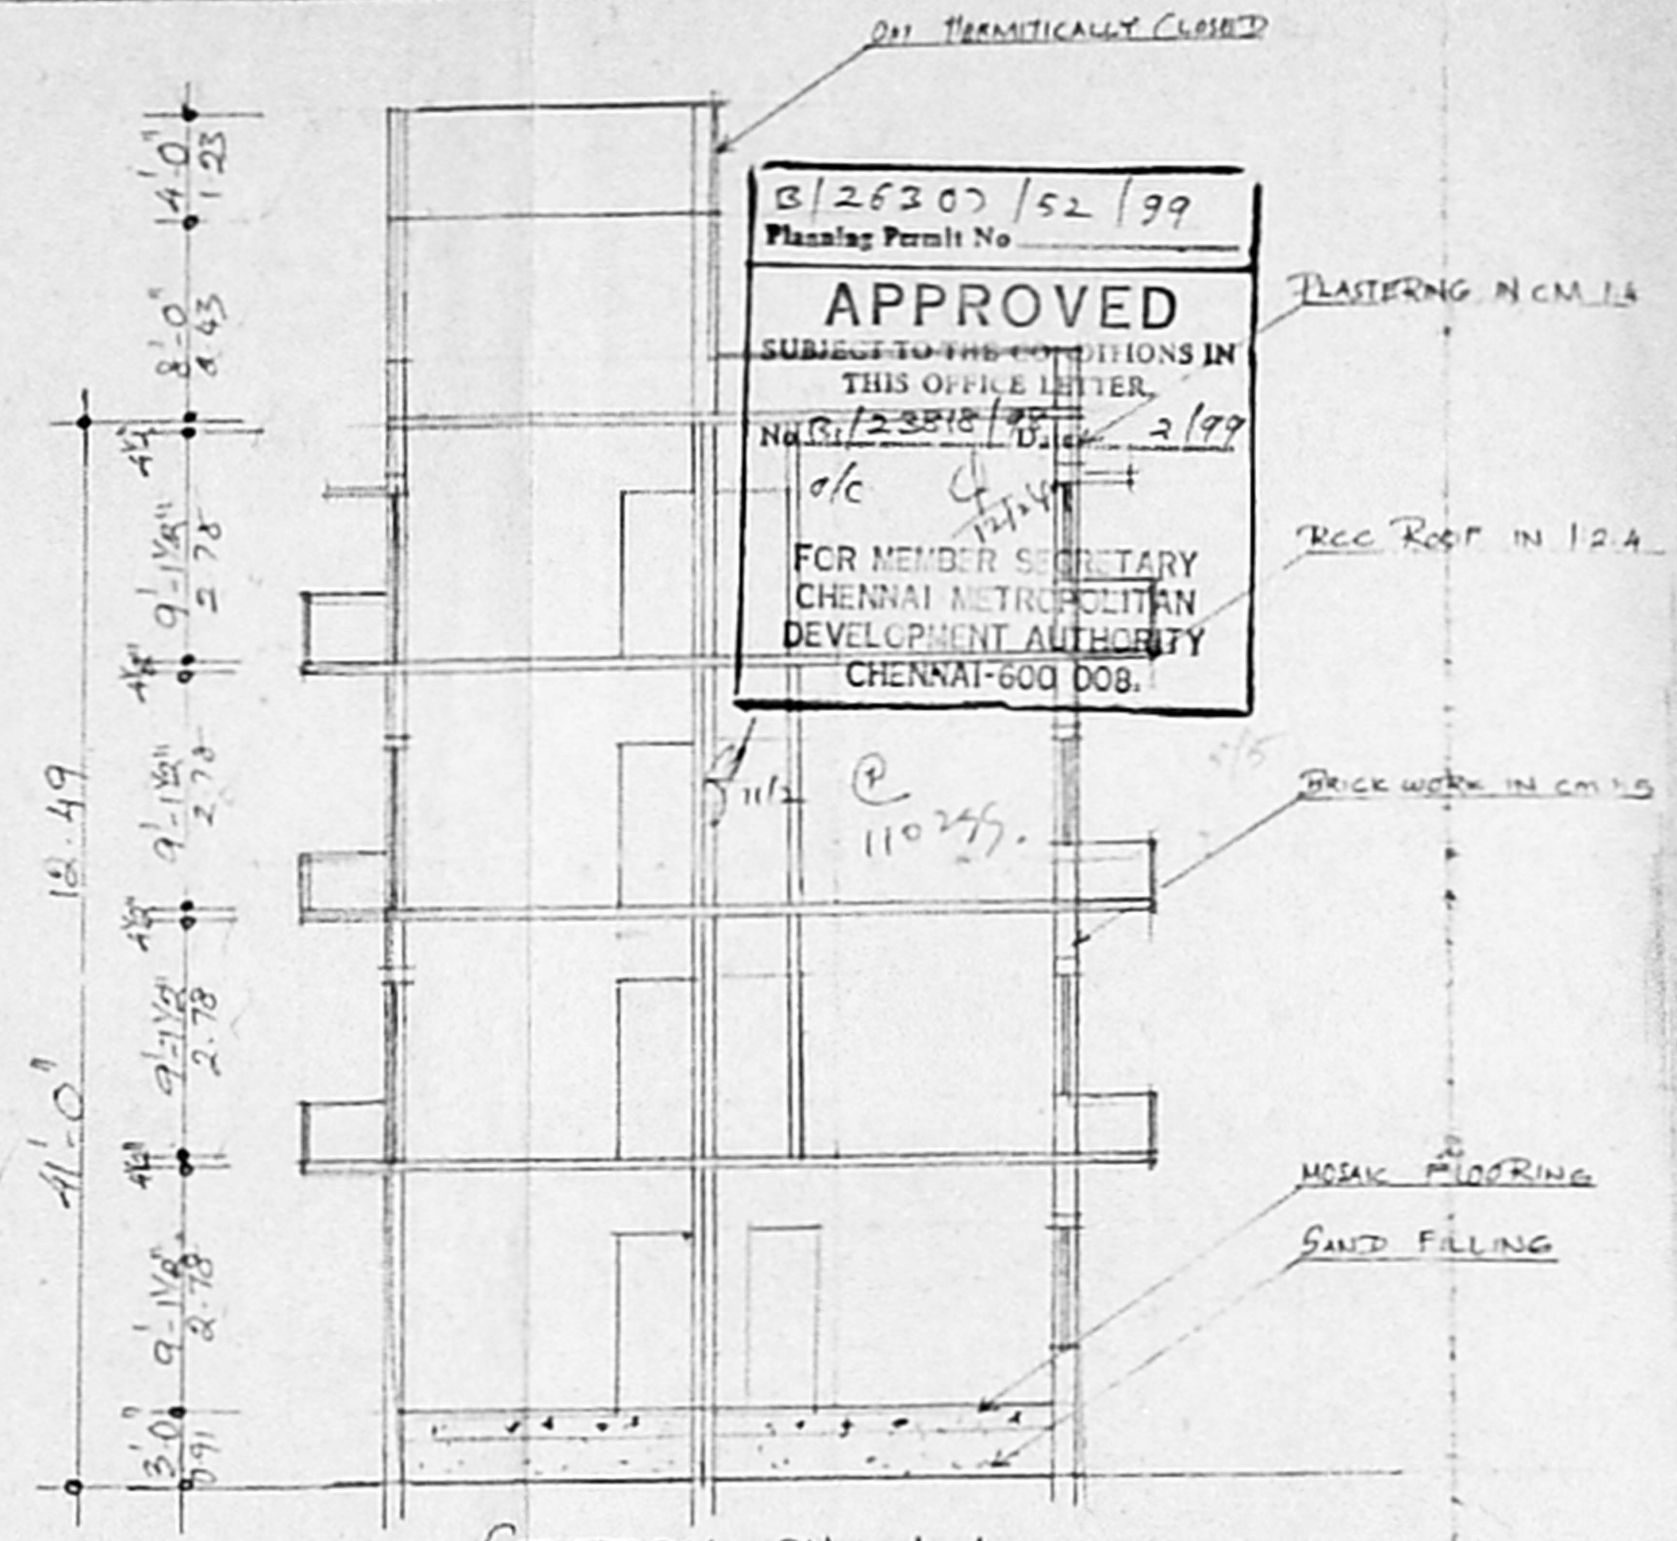 HERMITICALLY CLOSED
4'-0"
1.23
B/26307/52/99
Planning Permit No
APPROVED
SUBJECT TO THE CONDITIONS IN
THIS OFFICE LETTER
No B1/23818/98 Date 2/99
o/c
FOR MEMBER SECRETARY
CHENNAI METROPOLITAN
DEVELOPMENT AUTHORITY
CHENNAI-600 008.
PLASTERING IN CM 1:4
8'-0"
43
4½"
9'-1½"
2.78
RCC ROOF IN 1:2:4
4½"
9'-1½"
2.78
11/2
BRICK WORK IN CM 1:5
12.49
4½"
9'-1½"
2.78
41'-0"
4½"
MOSAIC FLOORING
SAND FILLING
9'-1½"
2.78
3'-0"
0.91